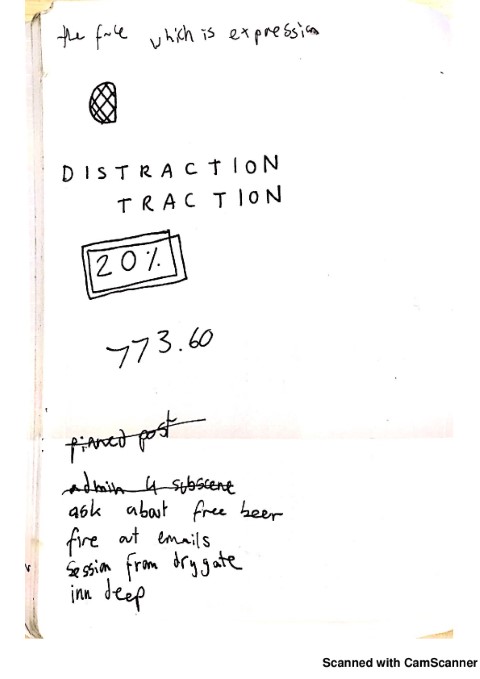 the face which is expression
DISTRACTION
TRACTION
20%
773.60
pinned post
admin 4 subscene
ask about free beer
fire at emails
session from drygate
inn deep
Scanned with CamScanner